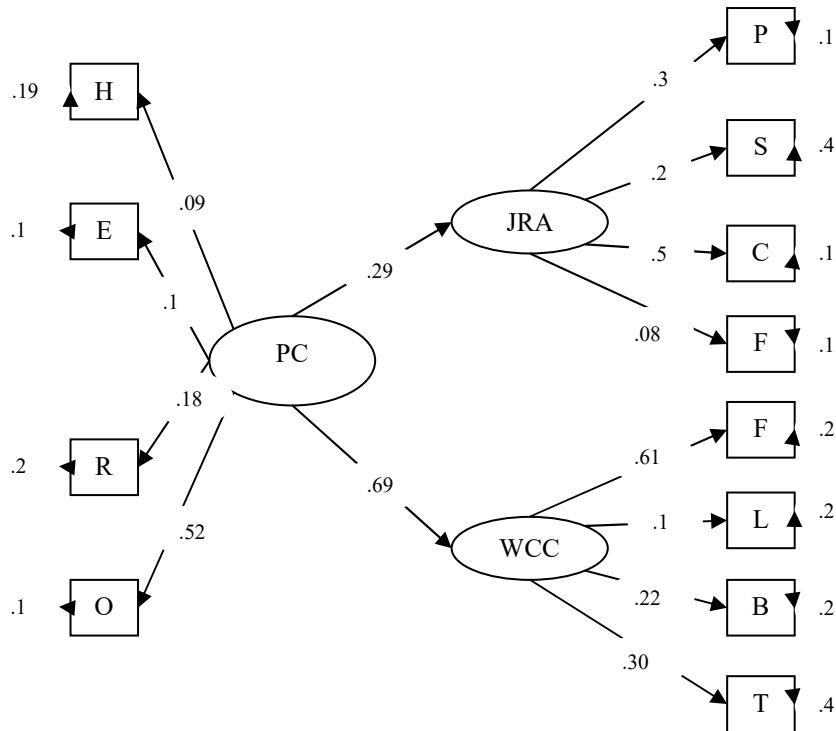 P
.1
.3
.19
H
S
.4
.2
.09
.1
E
JRA
C
.1
.5
.29
.1
.08
F
.1
PC
.18
F
.2
.61
.2
R
.69
L
.2
.1
.52
WCC
.1
O
.22
B
.2
.30
T
.4